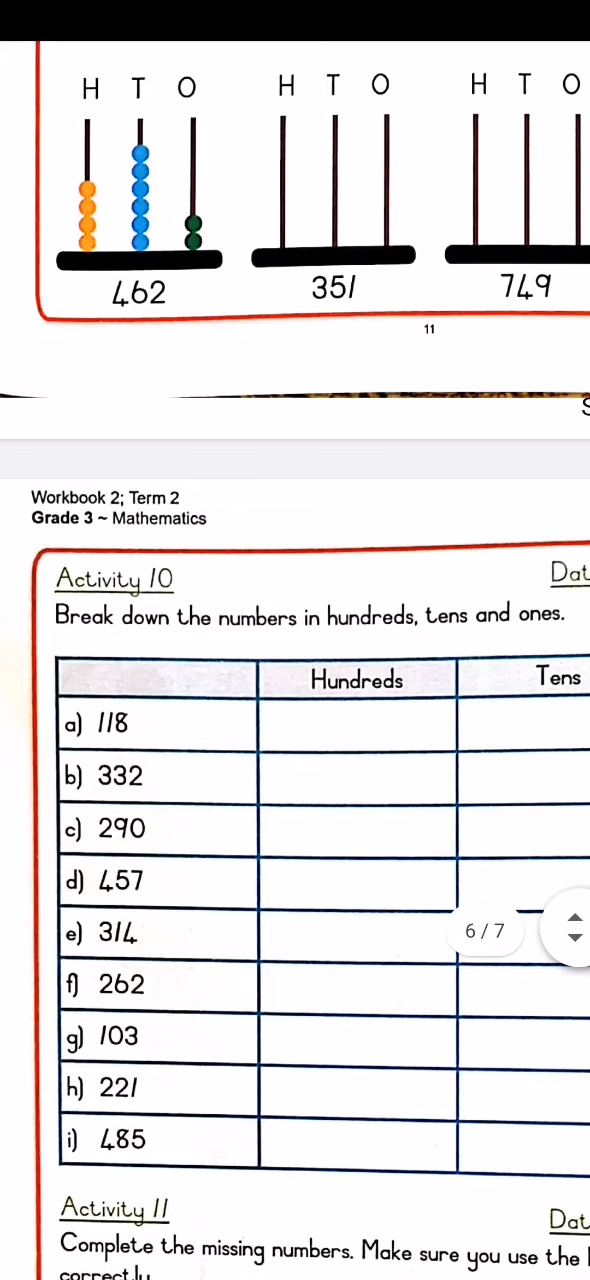 H T O H T O H T O
462 351 749
11
Workbook 2; Term 2
Grade 3 ~ Mathematics
Activity 10
Break down the numbers in hundreds, tens and ones.
Hundreds Tens
a) 118
b) 332
c) 290
d) 457
e) 314
6 / 7
f) 262
g) 103
h) 221
i) 485
Activity 11
Complete the missing numbers. Make sure you use the
correctly